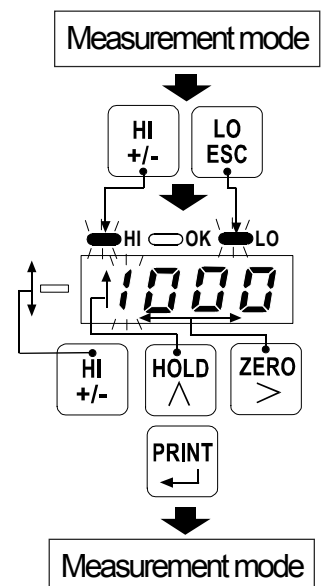 Measurement mode
HI LO
+/- ESC
HI OK LO
1000
HI HOLD ZERO
+/- ∧ >
PRINT
Measurement mode